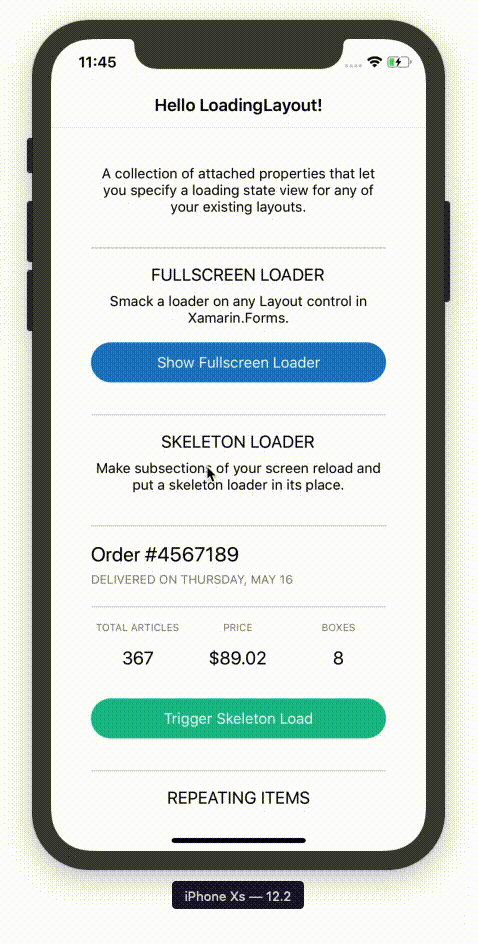 11:45
Hello LoadingLayout!
A collection of attached properties that let
you specify a loading state view for any of
your existing layouts.
FULLSCREEN LOADER
Smack a loader on any Layout control in
Xamarin.Forms.
Show Fullscreen Loader
SKELETON LOADER
Make subsections of your screen reload and
put a skeleton loader in its place.
Order #4567189
DELIVERED ON THURSDAY, MAY 16
TOTAL ARTICLES PRICE BOXES
367 $89.02 8
Trigger Skeleton Load
REPEATING ITEMS
iPhone Xs — 12.2